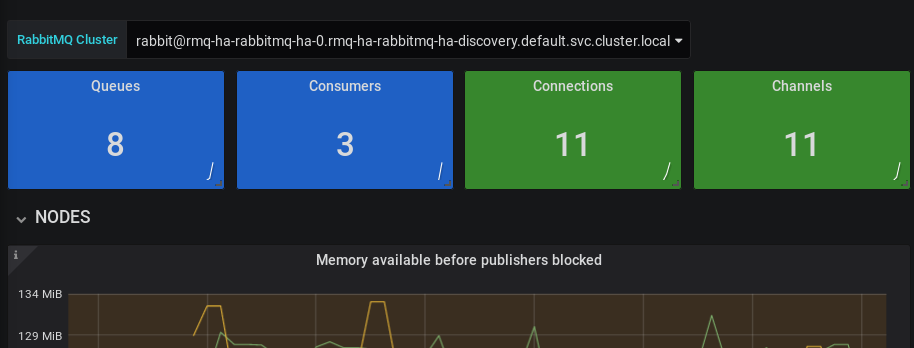 RabbitMQ Cluster rabbit@rmq-ha-rabbitmq-ha-0.rmq-ha-rabbitmq-ha-discovery.default.svc.cluster.local
Queues Consumers Connections Channels
8 3 11 11
NODES
i
Memory available before publishers blocked
134 MiB
129 MiB